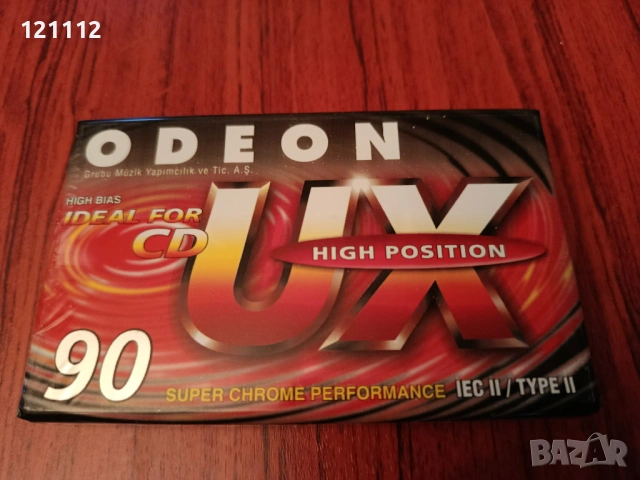 121112
ODEON
Grubu Müzik Yapımcılık ve Tic. A.Ş.
HIGH BIAS
IDEAL FOR
CD
UX
HIGH POSITION
90
SUPER CHROME PERFORMANCE IEC II / TYPE II
BAZAR